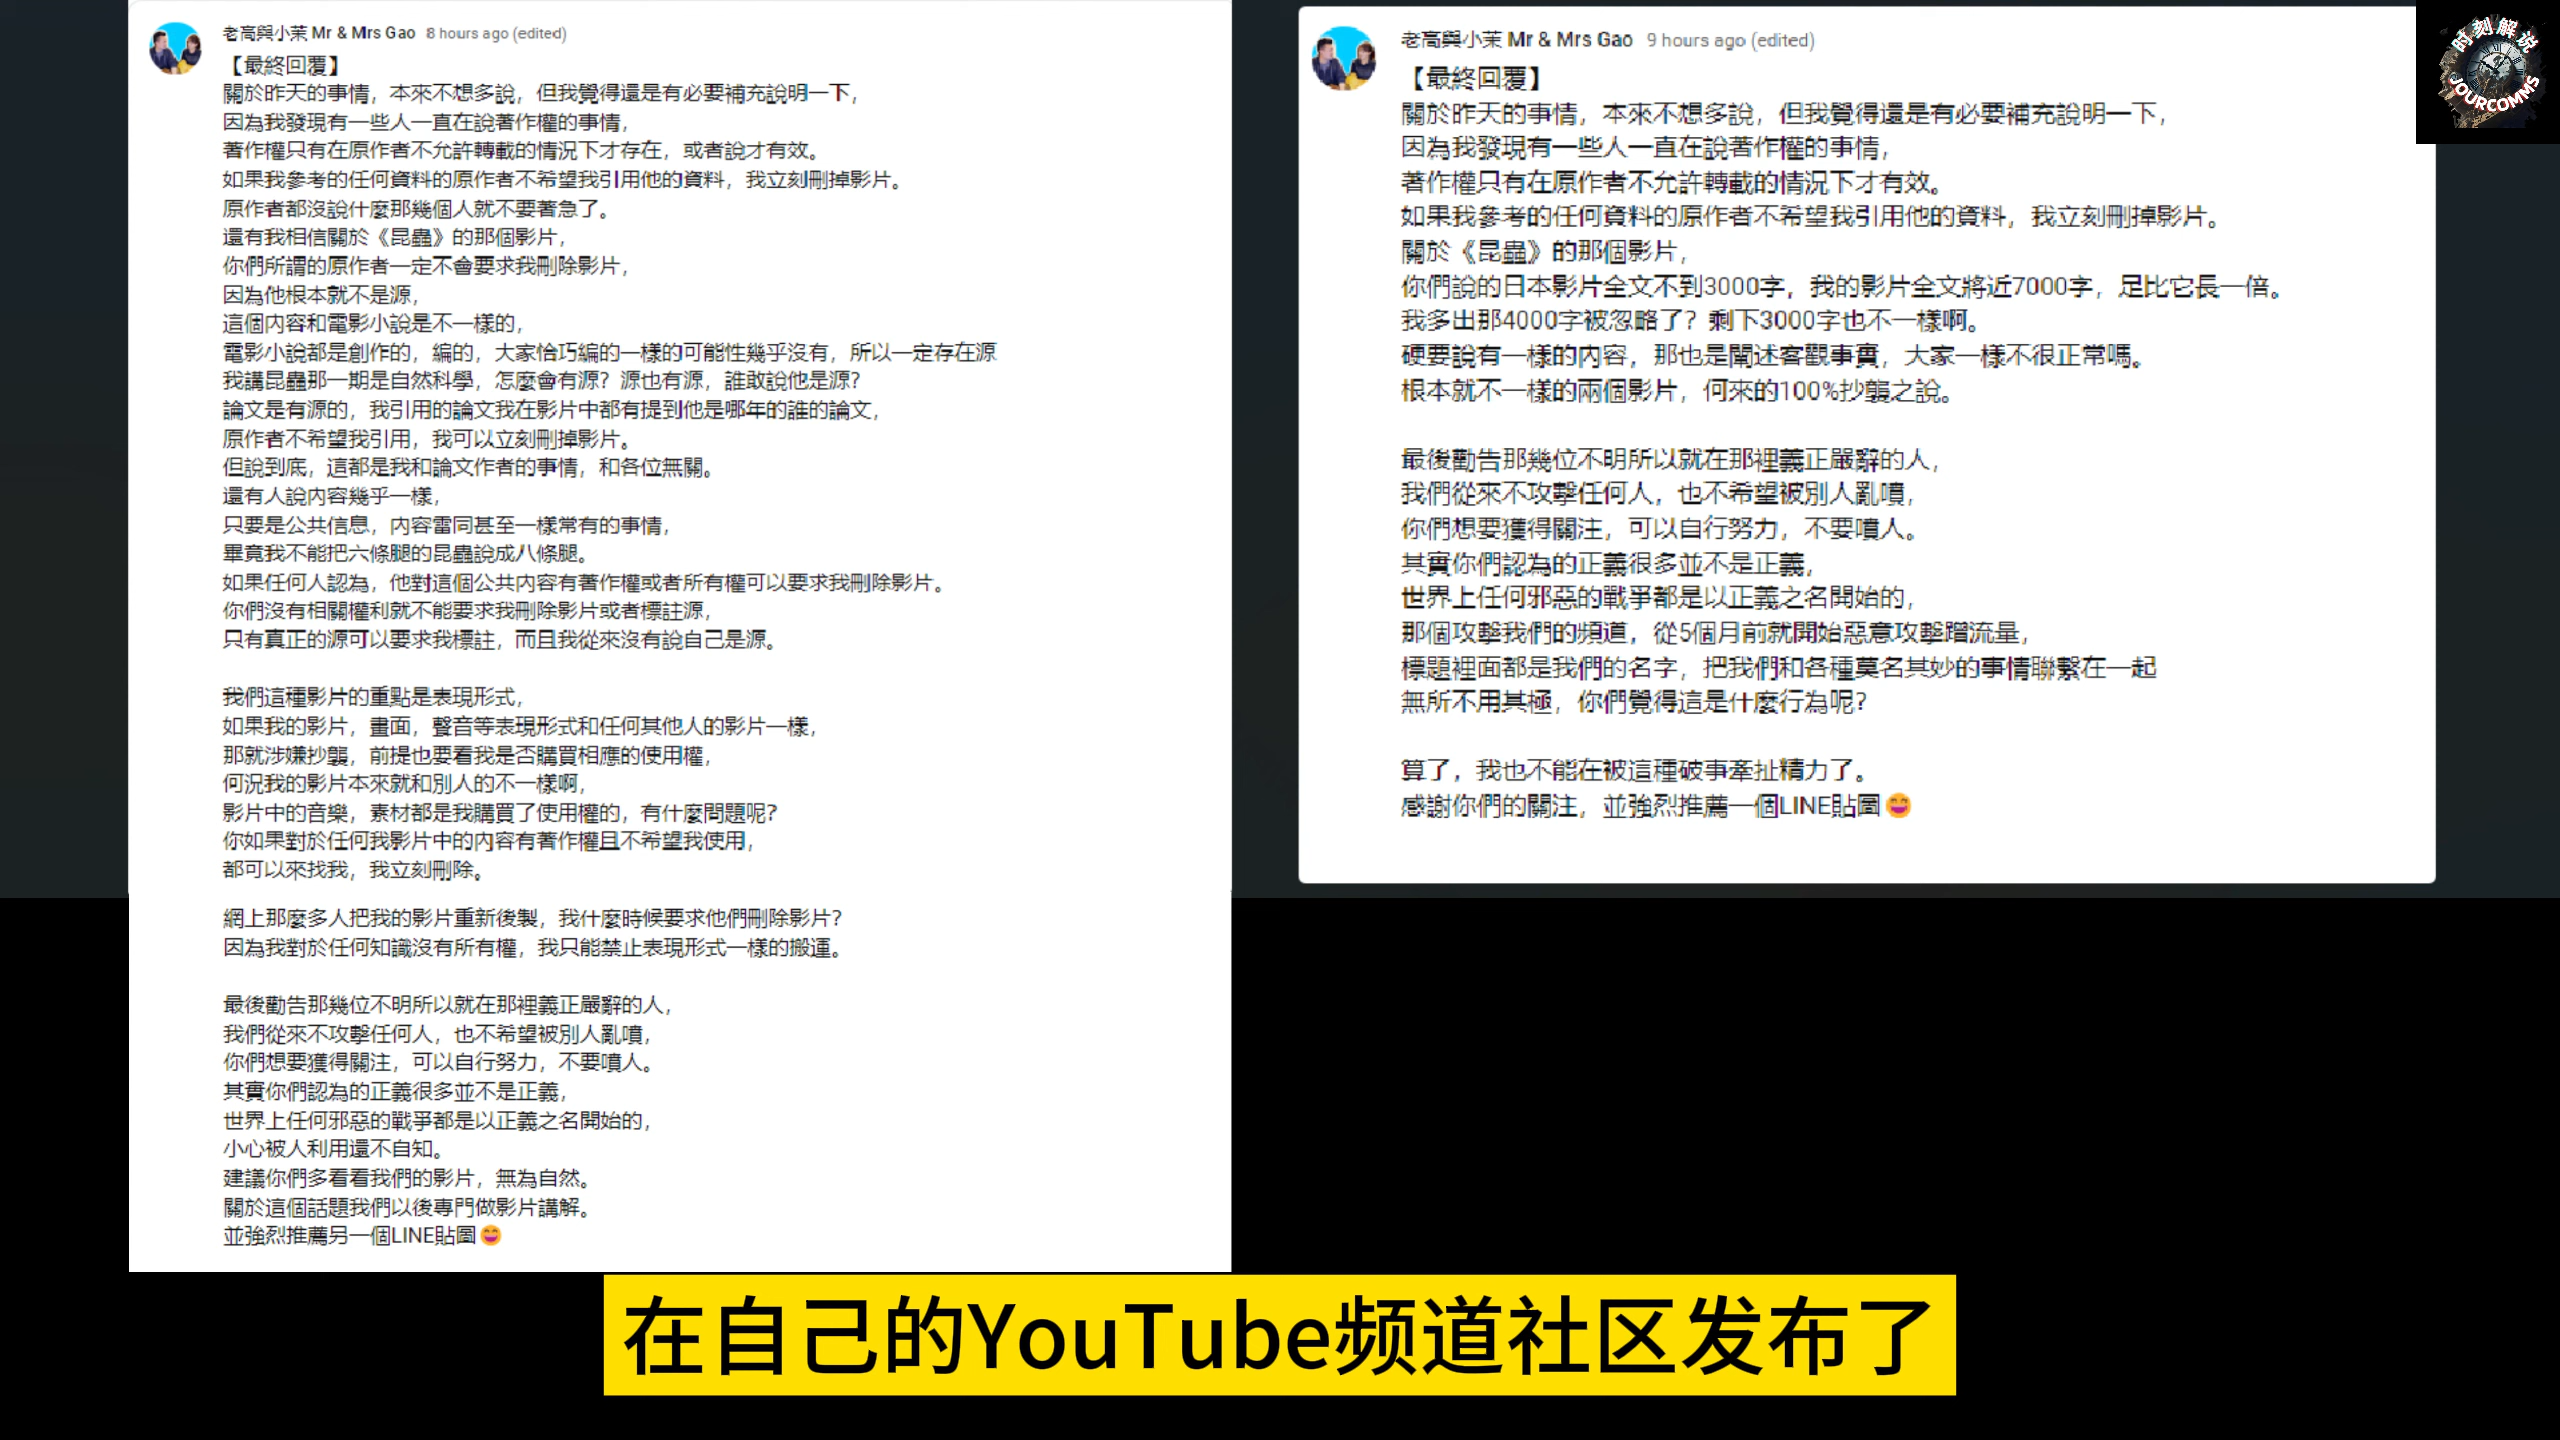 老高與小茉 Mr & Mrs Gao 8 hours ago (edited)
【最終回覆】
關於昨天的事情，本來不想多說，但我覺得還是有必要補充說明一下，
因為我發現有一些人一直在說著作權的事情，
著作權只有在原作者不允許轉載的情況下才存在，或者說才有效。
如果我參考的任何資料的原作者不希望我引用他的資料，我立刻刪掉影片。
原作者都沒說什麼那幾個人就不要著急了。
還有我相信關於《昆蟲》的那個影片，
你們所謂的原作者一定不會要求我刪除影片，
因為他根本就不是源，
這個內容和電影小說是不一樣的，
電影小說都是創作的，編的，大家恰巧編的一樣的可能性幾乎沒有，所以一定存在源
我講昆蟲那一期是自然科學，怎麼會有源？源也有源，誰敢說他是源？
論文是有源的，我引用的論文我在影片中都有提到他是哪年的誰的論文，
原作者不希望我引用，我可以立刻刪掉影片。
但說到底，這都是我和論文作者的事情，和各位無關。
還有人說內容幾乎一樣，
只要是公共信息，內容雷同甚至一樣常有的事情，
畢竟我不能把六條腿的昆蟲說成八條腿。
如果任何人認為，他對這個公共內容有著作權或者所有權可以要求我刪除影片。
你們沒有相關權利就不能要求我刪除影片或者標註源，
只有真正的源可以要求我標註，而且我從來沒有說自己是源。
我們這種影片的重點是表現形式，
如果我的影片，畫面，聲音等表現形式和任何其他人的影片一樣，
那就涉嫌抄襲，前提也要看我是否購買相應的使用權，
何況我的影片本來就和別人的不一樣啊，
影片中的音樂，素材都是我購買了使用權的，有什麼問題呢？
你如果對於任何我影片中的內容有著作權且不希望我使用，
都可以來找我，我立刻刪除。
網上那麼多人把我的影片重新後製，我什麼時候要求他們刪除影片？
因為我對於任何知識沒有所有權，我只能禁止表現形式一樣的搬運。
最後勸告那幾位不明所以就在那裡義正嚴辭的人，
我們從來不攻擊任何人，也不希望被別人亂噴，
你們想要獲得關注，可以自行努力，不要噴人。
其實你們認為的正義很多並不是正義，
世界上任何邪惡的戰爭都是以正義之名開始的，
小心被人利用還不自知。
建議你們多看看我們的影片，無為自然。
關於這個話題我們以後專門做影片講解。
並強烈推薦另一個LINE貼圖😄
老高與小茉 Mr & Mrs Gao 9 hours ago (edited)
【最終回覆】
關於昨天的事情，本來不想多說，但我覺得還是有必要補充說明一下，
因為我發現有一些人一直在說著作權的事情，
著作權只有在原作者不允許轉載的情況下才有效。
如果我參考的任何資料的原作者不希望我引用他的資料，我立刻刪掉影片。
關於《昆蟲》的那個影片，
你們說的日本影片全文不到3000字，我的影片全文將近7000字，足比它長一倍。
我多出那4000字被忽略了？剩下3000字也不一樣啊。
硬要說有一樣的內容，那也是闡述客觀事實，大家一樣不很正常嗎。
根本就不一樣的兩個影片，何來的100%抄襲之說。
最後勸告那幾位不明所以就在那裡義正嚴辭的人，
我們從來不攻擊任何人，也不希望被別人亂噴，
你們想要獲得關注，可以自行努力，不要噴人。
其實你們認為的正義很多並不是正義，
世界上任何邪惡的戰爭都是以正義之名開始的，
那個攻擊我們的頻道，從5個月前就開始惡意攻擊蹭流量，
標題裡面都是我們的名字，把我們和各種莫名其妙的事情聯繫在一起
無所不用其極，你們覺得這是什麼行為呢？
算了，我也不能在被這種破事牽扯精力了。
感謝你們的關注，並強烈推薦一個LINE貼圖😄
时刻解说
JOURCOMMS
在自己的YouTube频道社区发布了